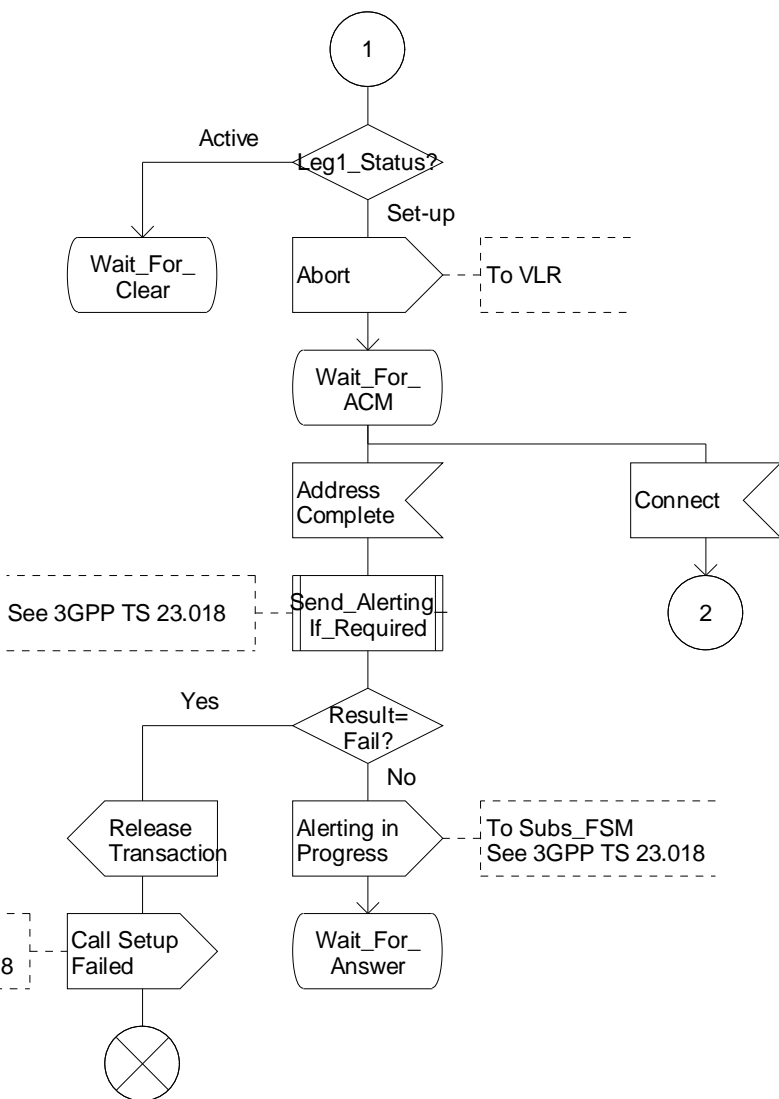 1
Active
Leg1_Status?
Set-up
Wait_For_
Clear
Abort
To VLR
Wait_For_
ACM
Address
Complete
Connect
See 3GPP TS 23.018
Send_Alerting_
If_Required
2
Yes
Result=
Fail?
No
Release
Transaction
Alerting in
Progress
To Subs_FSM
See 3GPP TS 23.018
8
Call Setup
Failed
Wait_For_
Answer